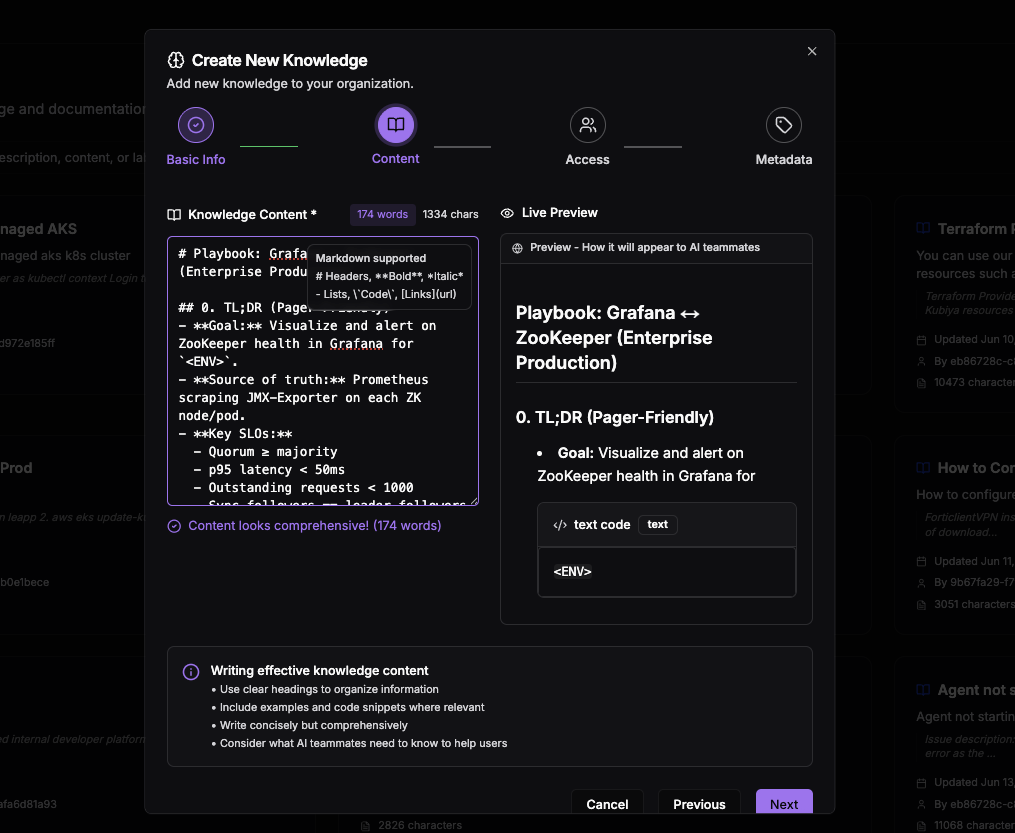 Create New Knowledge
Add new knowledge to your organization.
Basic Info
Content
Access
Metadata
Knowledge Content *
174 words
1334 chars
# Playbook: Grafa
(Enterprise Produ
Markdown supported
# Headers, **Bold**, *Italic*
- Lists, \`Code\`, [Links](url)
## 0. TL;DR (Pager-Friendly)
- **Goal:** Visualize and alert on
ZooKeeper health in Grafana for
`<ENV>`.
- **Source of truth:** Prometheus
scraping JMX-Exporter on each ZK
node/pod.
- **Key SLOs:**
- Quorum ≥ majority
- p95 latency < 50ms
- Outstanding requests < 1000
- Sync followers == leader followers
Content looks comprehensive! (174 words)
Live Preview
Preview - How it will appear to AI teammates
Playbook: Grafana ↔
ZooKeeper (Enterprise
Production)
0. TL;DR (Pager-Friendly)
• Goal: Visualize and alert on
ZooKeeper health in Grafana for
</> text code
text
<ENV>
Writing effective knowledge content
• Use clear headings to organize information
• Include examples and code snippets where relevant
• Write concisely but comprehensively
• Consider what AI teammates need to know to help users
Cancel
Previous
Next
ge and documentation
escription, content, or la
naged AKS
naged aks k8s cluster
er as kubectl context Login t
d972e185ff
Prod
n leapp 2. aws eks update-k
b0e1bece
ed internal developer platform
afa6d81a93
2826 characters
Terraform P
You can use our
resources such a
Terraform Provide
Kubiya resources
Updated Jun 10,
By eb86728c-c
10473 character
How to Con
How to configure
ForticlientVPN ins
of download...
Updated Jun 11,
By 9b67fa29-f7
3051 characters
Agent not s
Agent not startin
Issue description:
error as the ...
Updated Jun 13,
By eb86728c-c
11068 character